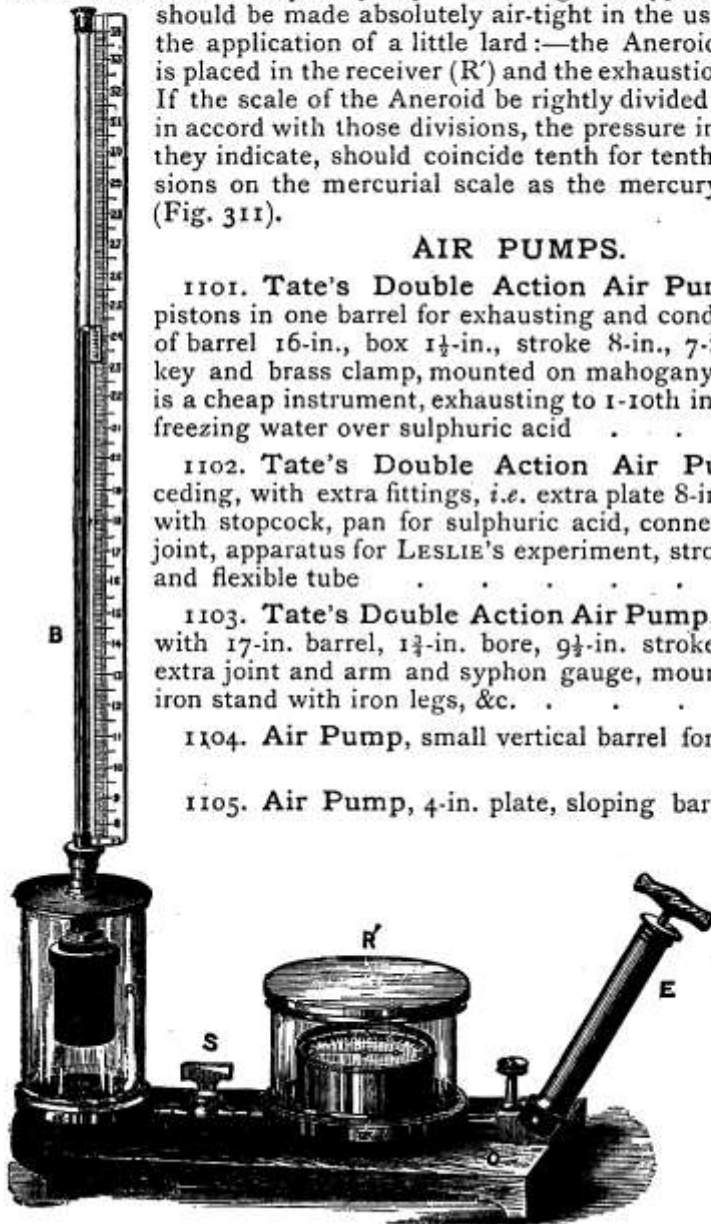 should be made absolutely air-tight in the us
the application of a little lard:—the Aneroid
is placed in the receiver (R′) and the exhaustio
If the scale of the Aneroid be rightly divided
in accord with those divisions, the pressure in
they indicate, should coincide tenth for tenth
sions on the mercurial scale as the mercury
(Fig. 311).
AIR PUMPS.
1101. Tate's Double Action Air Pum
pistons in one barrel for exhausting and cond
of barrel 16-in., box 1½-in., stroke 8-in., 7-i
key and brass clamp, mounted on mahogany
is a cheap instrument, exhausting to 1-10th in
freezing water over sulphuric acid . . .
1102. Tate's Double Action Air Pu
ceding, with extra fittings, i.e. extra plate 8-in
with stopcock, pan for sulphuric acid, conne
joint, apparatus for LESLIE's experiment, stro
and flexible tube . . . . .
1103. Tate's Double Action Air Pump
with 17-in. barrel, 1¾-in. bore, 9½-in. stroke
extra joint and arm and syphon gauge, moun
iron stand with iron legs, &c. . . .
1104. Air Pump, small vertical barrel for
1105. Air Pump, 4-in. plate, sloping bar
B
R
S
R′
E